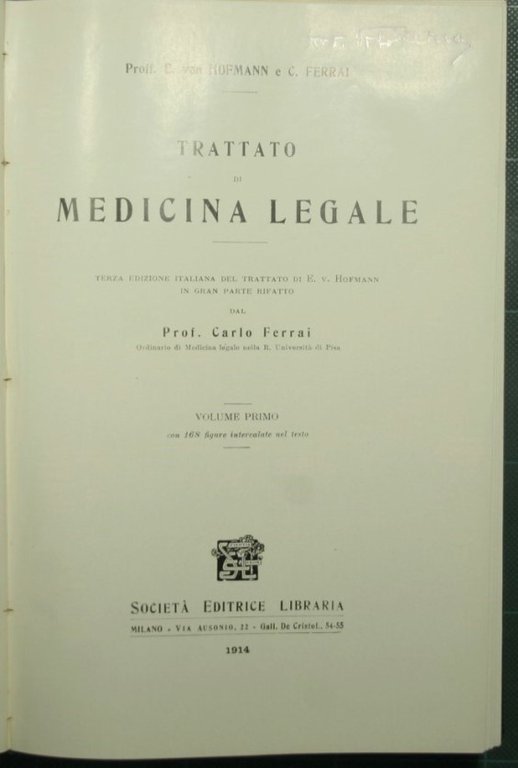 Proff. E. von HOFMANN e C. FERRAI
TRATTATO
DI
MEDICINA LEGALE
TERZA EDIZIONE ITALIANA DEL TRATTATO DI E. v. HOFMANN
IN GRAN PARTE RIFATTO
DAL
Prof. Carlo Ferrai
Ordinario di Medicina legale nella R. Università di Pisa
VOLUME PRIMO
con 168 figure intercalate nel testo
SOCIETÀ EDITRICE LIBRARIA
MILANO - VIA AUSONIO, 22 - Gall. De Cristof., 54-55
1914